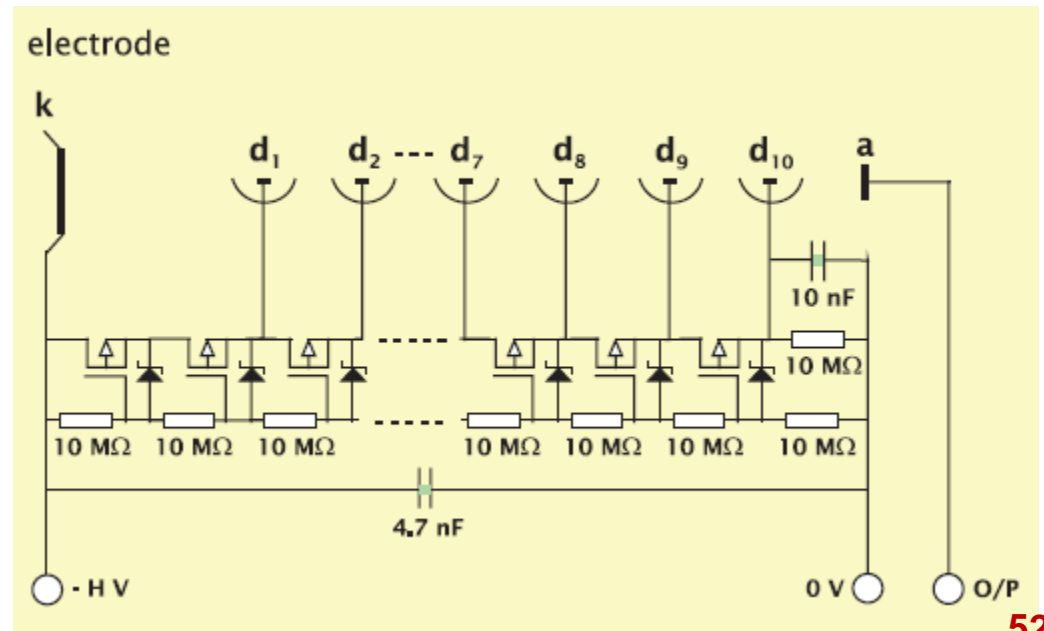 electrode
k
d₁ d₂ ---- d₇ d₈ d₉ d₁₀ a
10 nF
10 MΩ
10 MΩ 10 MΩ 10 MΩ 10 MΩ 10 MΩ 10 MΩ 10 MΩ
4.7 nF
- H V 0 V O/P
52